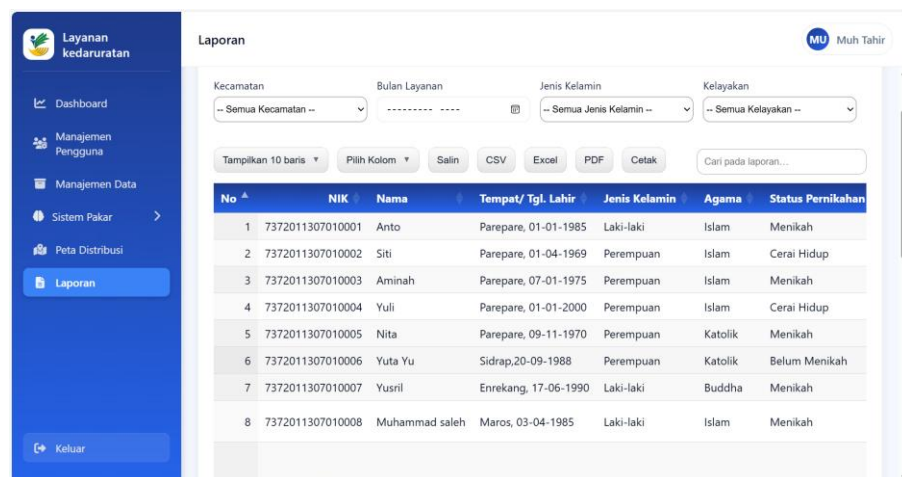 Layanan
kedaruratan
Laporan
MU Muh Tahir
Dashboard
Manajemen
Pengguna
Manajemen Data
Sistem Pakar
Peta Distribusi
Laporan
Keluar
Kecamatan Bulan Layanan Jenis Kelamin Kelayakan
-- Semua Kecamatan -- --------- ---- -- Semua Jenis Kelamin -- -- Semua Kelayakan --
Tampilkan 10 baris Pilih Kolom Salin CSV Excel PDF Cetak Cari pada laporan...
No NIK Nama Tempat/ Tgl. Lahir Jenis Kelamin Agama Status Pernikahan
1 7372011307010001 Anto Parepare, 01-01-1985 Laki-laki Islam Menikah
2 7372011307010002 Siti Parepare, 01-04-1969 Perempuan Islam Cerai Hidup
3 7372011307010003 Aminah Parepare, 07-01-1975 Perempuan Islam Menikah
4 7372011307010004 Yuli Parepare, 01-01-2000 Perempuan Islam Cerai Hidup
5 7372011307010005 Nita Parepare, 09-11-1970 Perempuan Katolik Menikah
6 7372011307010006 Yuta Yu Sidrap,20-09-1988 Perempuan Katolik Belum Menikah
7 7372011307010007 Yusril Enrekang, 17-06-1990 Laki-laki Buddha Menikah
8 7372011307010008 Muhammad saleh Maros, 03-04-1985 Laki-laki Islam Menikah